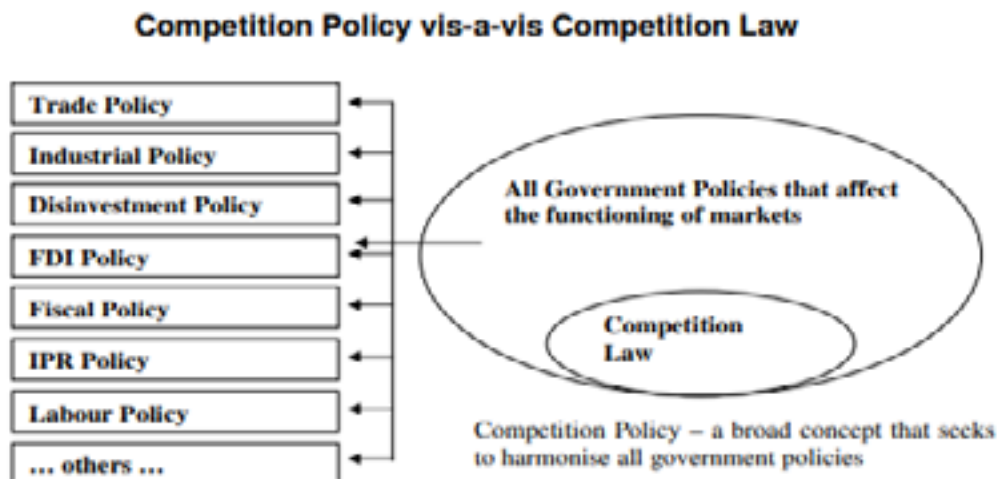 Competition Policy vis-a-vis Competition Law
Trade Policy
Industrial Policy
Disinvestment Policy
FDI Policy
Fiscal Policy
IPR Policy
Labour Policy
... others ...
All Government Policies that affect
the functioning of markets
Competition
Law
Competition Policy – a broad concept that seeks
to harmonise all government policies